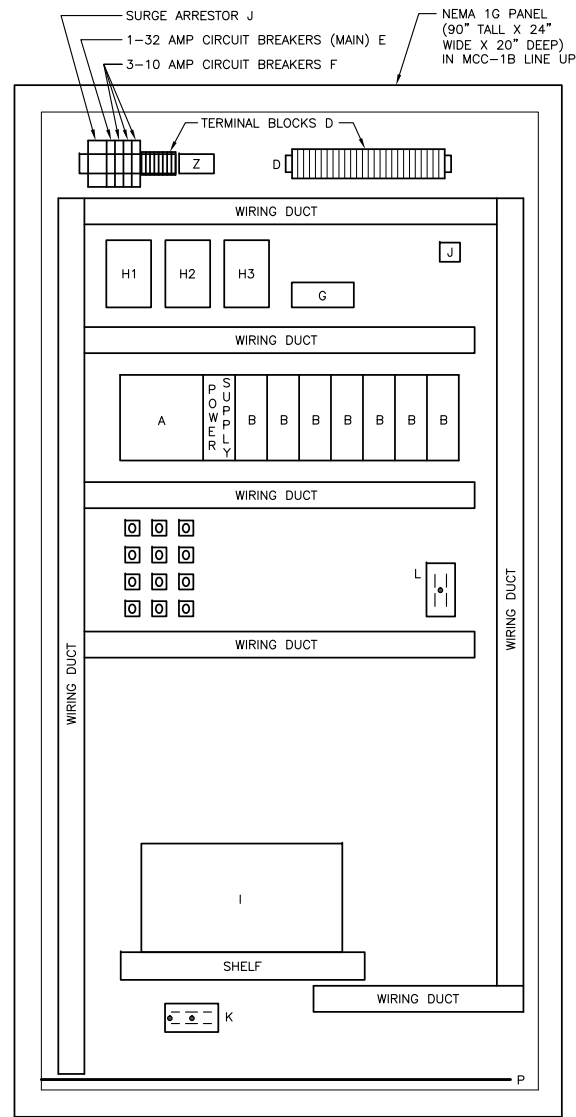 SURGE ARRESTOR J
1-32 AMP CIRCUIT BREAKERS (MAIN) E
3-10 AMP CIRCUIT BREAKERS F
NEMA 1G PANEL
(90" TALL X 24"
WIDE X 20" DEEP)
IN MCC-1B LINE UP
TERMINAL BLOCKS D
Z
D
WIRING DUCT
H1
H2
H3
G
J
WIRING DUCT
A
POWER
SUPPLY
B
B
B
B
B
B
B
WIRING DUCT
O O O
O O O
O O O
O O O
L
WIRING DUCT
WIRING DUCT
WIRING DUCT
I
SHELF
WIRING DUCT
K
P